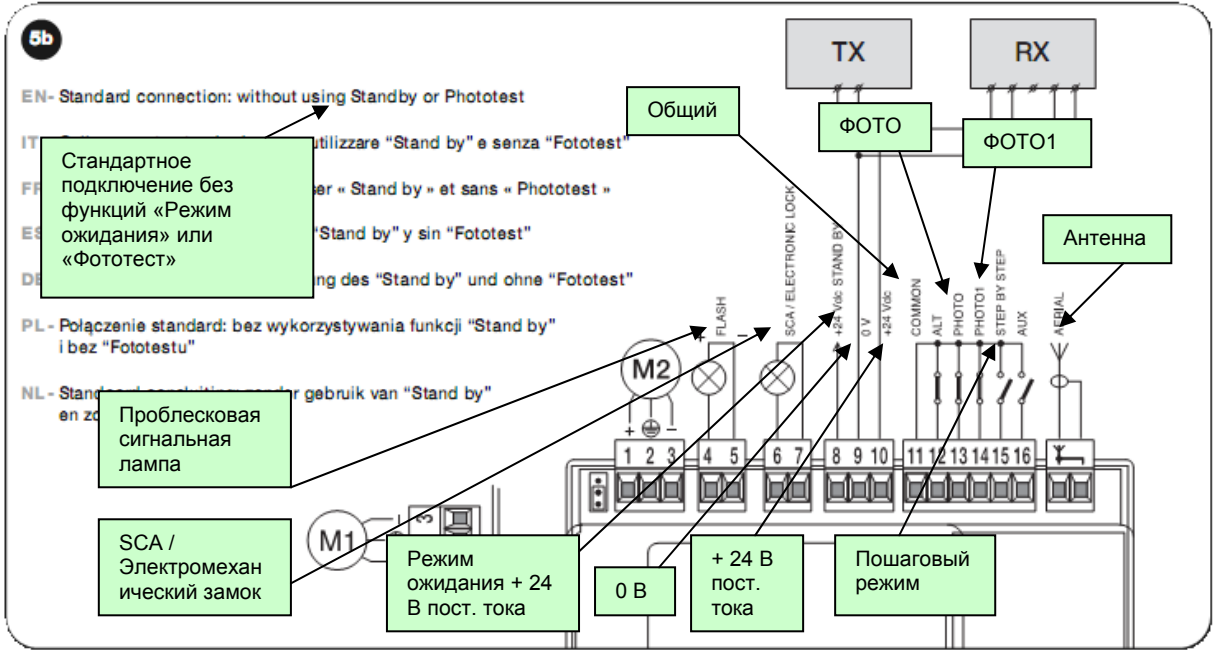 5b
TX
RX
EN- Standard connection: without using Standby or Phototest
Общий
ФОТО
ФОТО1
IT
utilizzare “Stand by” e senza “Fototest”
Стандартное
подключение без
функций «Режим
ожидания» или
«Фототест»
ser « Stand by » et sans « Phototest »
ES
“Stand by” y sin “Fototest”
Антенна
DE
ng des “Stand by” und ohne “Fototest”
PL- Połączenie standard: bez wykorzystywania funkcji “Stand by”
i bez “Fototestu”
NL-
gebruik van “Stand by”
en
Проблесковая
сигнальная
лампа
+ FLASH –
SCA / ELECTRONIC LOCK
+24 Vdc STAND BY
0 V
+24 Vdc
COMMON
ALT
PHOTO
PHOTO1
STEP BY STEP
AUX
AERIAL
M2
+ –
1 2 3 4 5 6 7 8 9 10 11 12 13 14 15 16
M1
3
SCA /
Электромехан
ический замок
Режим
ожидания + 24
В пост. тока
0 В
+ 24 В
пост.
тока
Пошаговый
режим